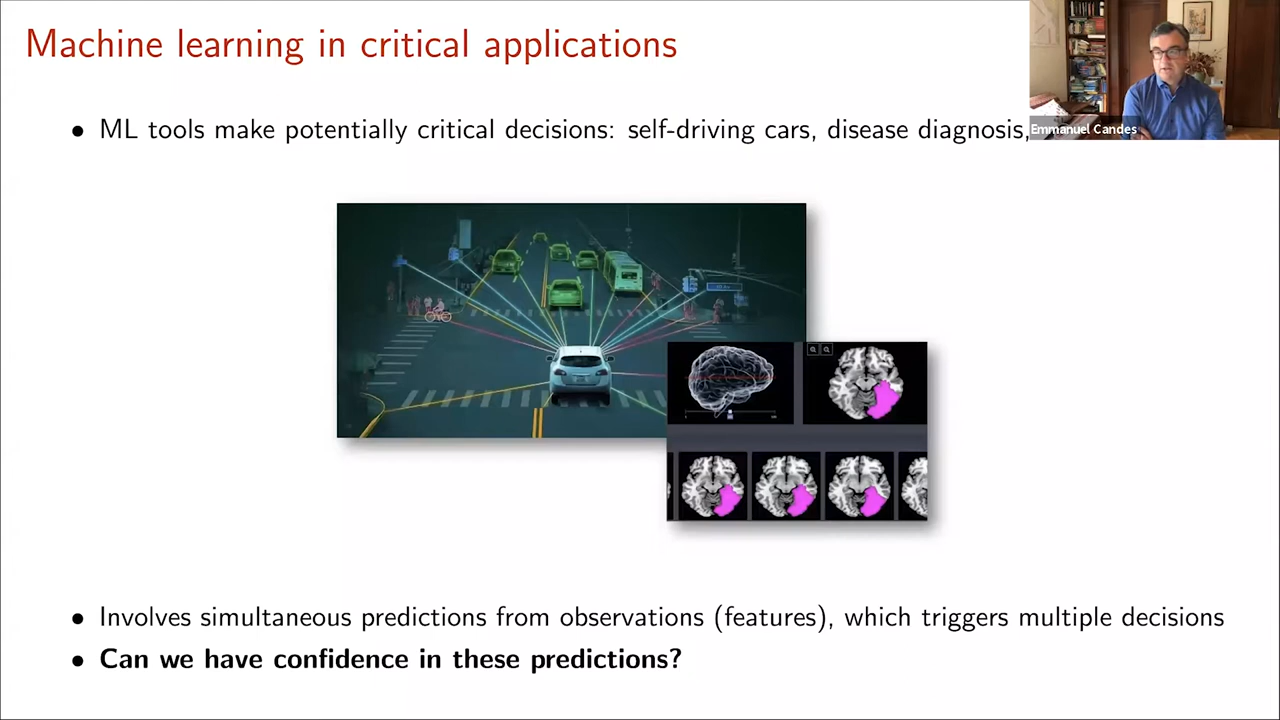 Machine learning in critical applications
• ML tools make potentially critical decisions: self-driving cars, disease diagnosis,
Emmanuel Candes
• Involves simultaneous predictions from observations (features), which triggers multiple decisions
• Can we have confidence in these predictions?